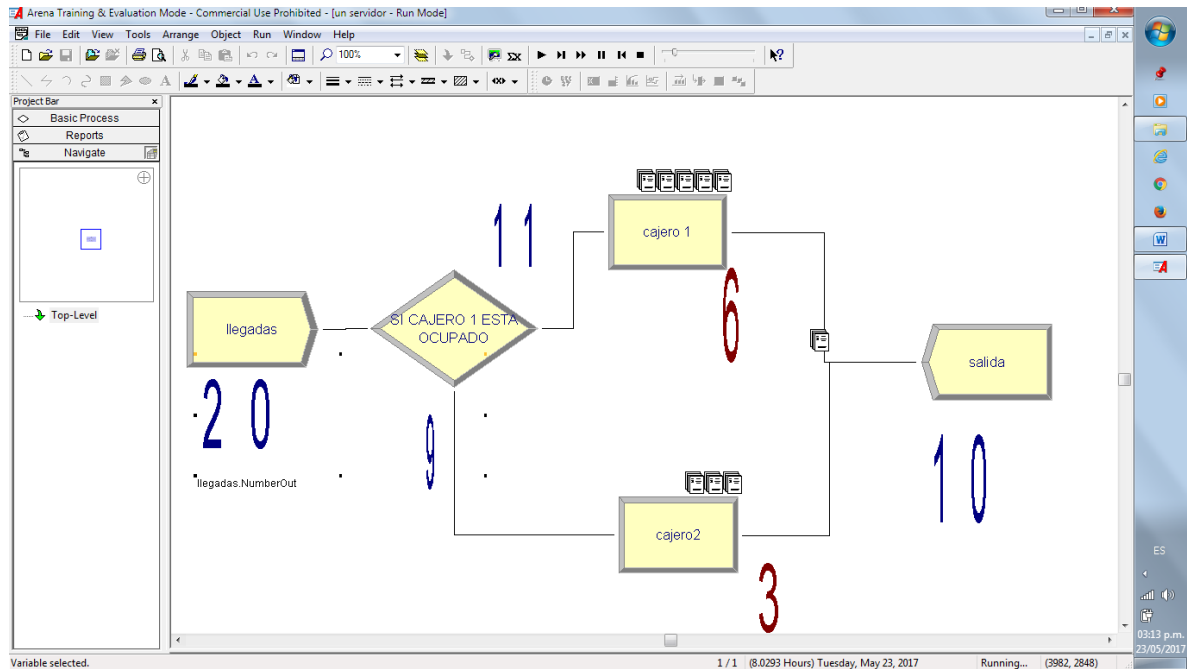 Arena Training & Evaluation Mode - Commercial Use Prohibited - [un servidor - Run Mode]
File Edit View Tools Arrange Object Run Window Help
100%
Project Bar
Basic Process
Reports
Navigate
Top-Level
llegadas
20
llegadas.NumberOut
SI CAJERO 1 ESTA
OCUPADO
11
9
cajero 1
6
cajero2
3
salida
10
ES
03:13 p.m.
23/05/2017
Variable selected.
1 / 1 (8.0293 Hours) Tuesday, May 23, 2017 Running... (3982, 2848)